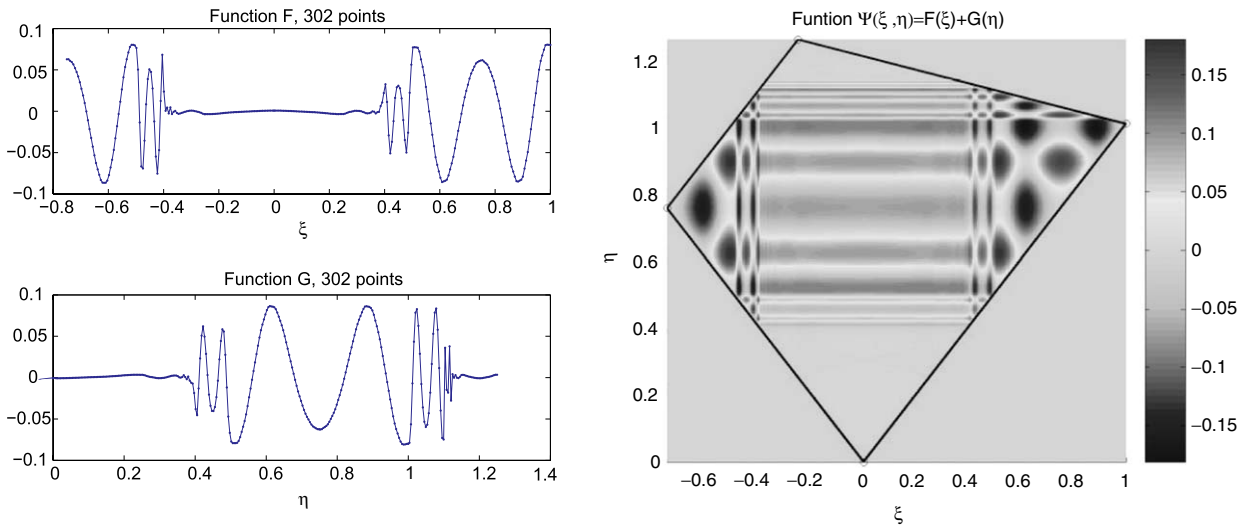 Function F, 302 points
0.1
0.05
0
−0.05
−0.1
−0.8 −0.6 −0.4 −0.2 0 0.2 0.4 0.6 0.8 1
ξ
Function G, 302 points
0.1
0.05
0
−0.05
−0.1
0 0.2 0.4 0.6 0.8 1 1.2 1.4
η
Funtion Ψ(ξ ,η)=F(ξ)+G(η)
1.2
1
0.8
0.6
0.4
0.2
0
η
−0.6 −0.4 −0.2 0 0.2 0.4 0.6 0.8 1
ξ
0.15
0.1
0.05
0
−0.05
−0.1
−0.15